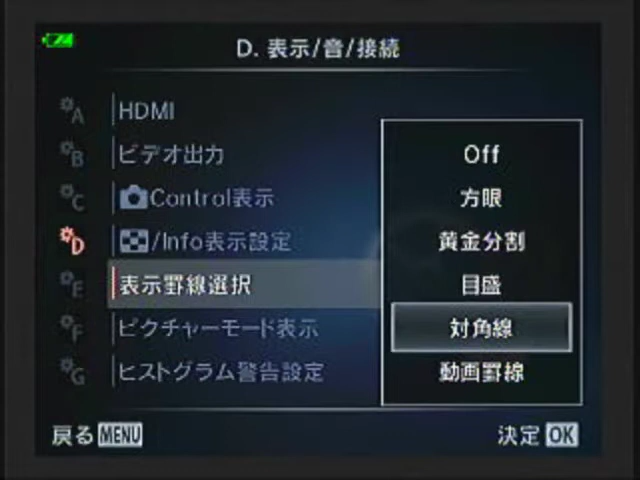 D. 表示/音/接続
A
HDMI
B
ビデオ出力
Off
C
Control表示
方眼
D
/Info表示設定
黄金分割
E
表示罫線選択
目盛
F
ピクチャーモード表示
対角線
G
ヒストグラム警告設定
動画罫線
戻る MENU
決定 OK